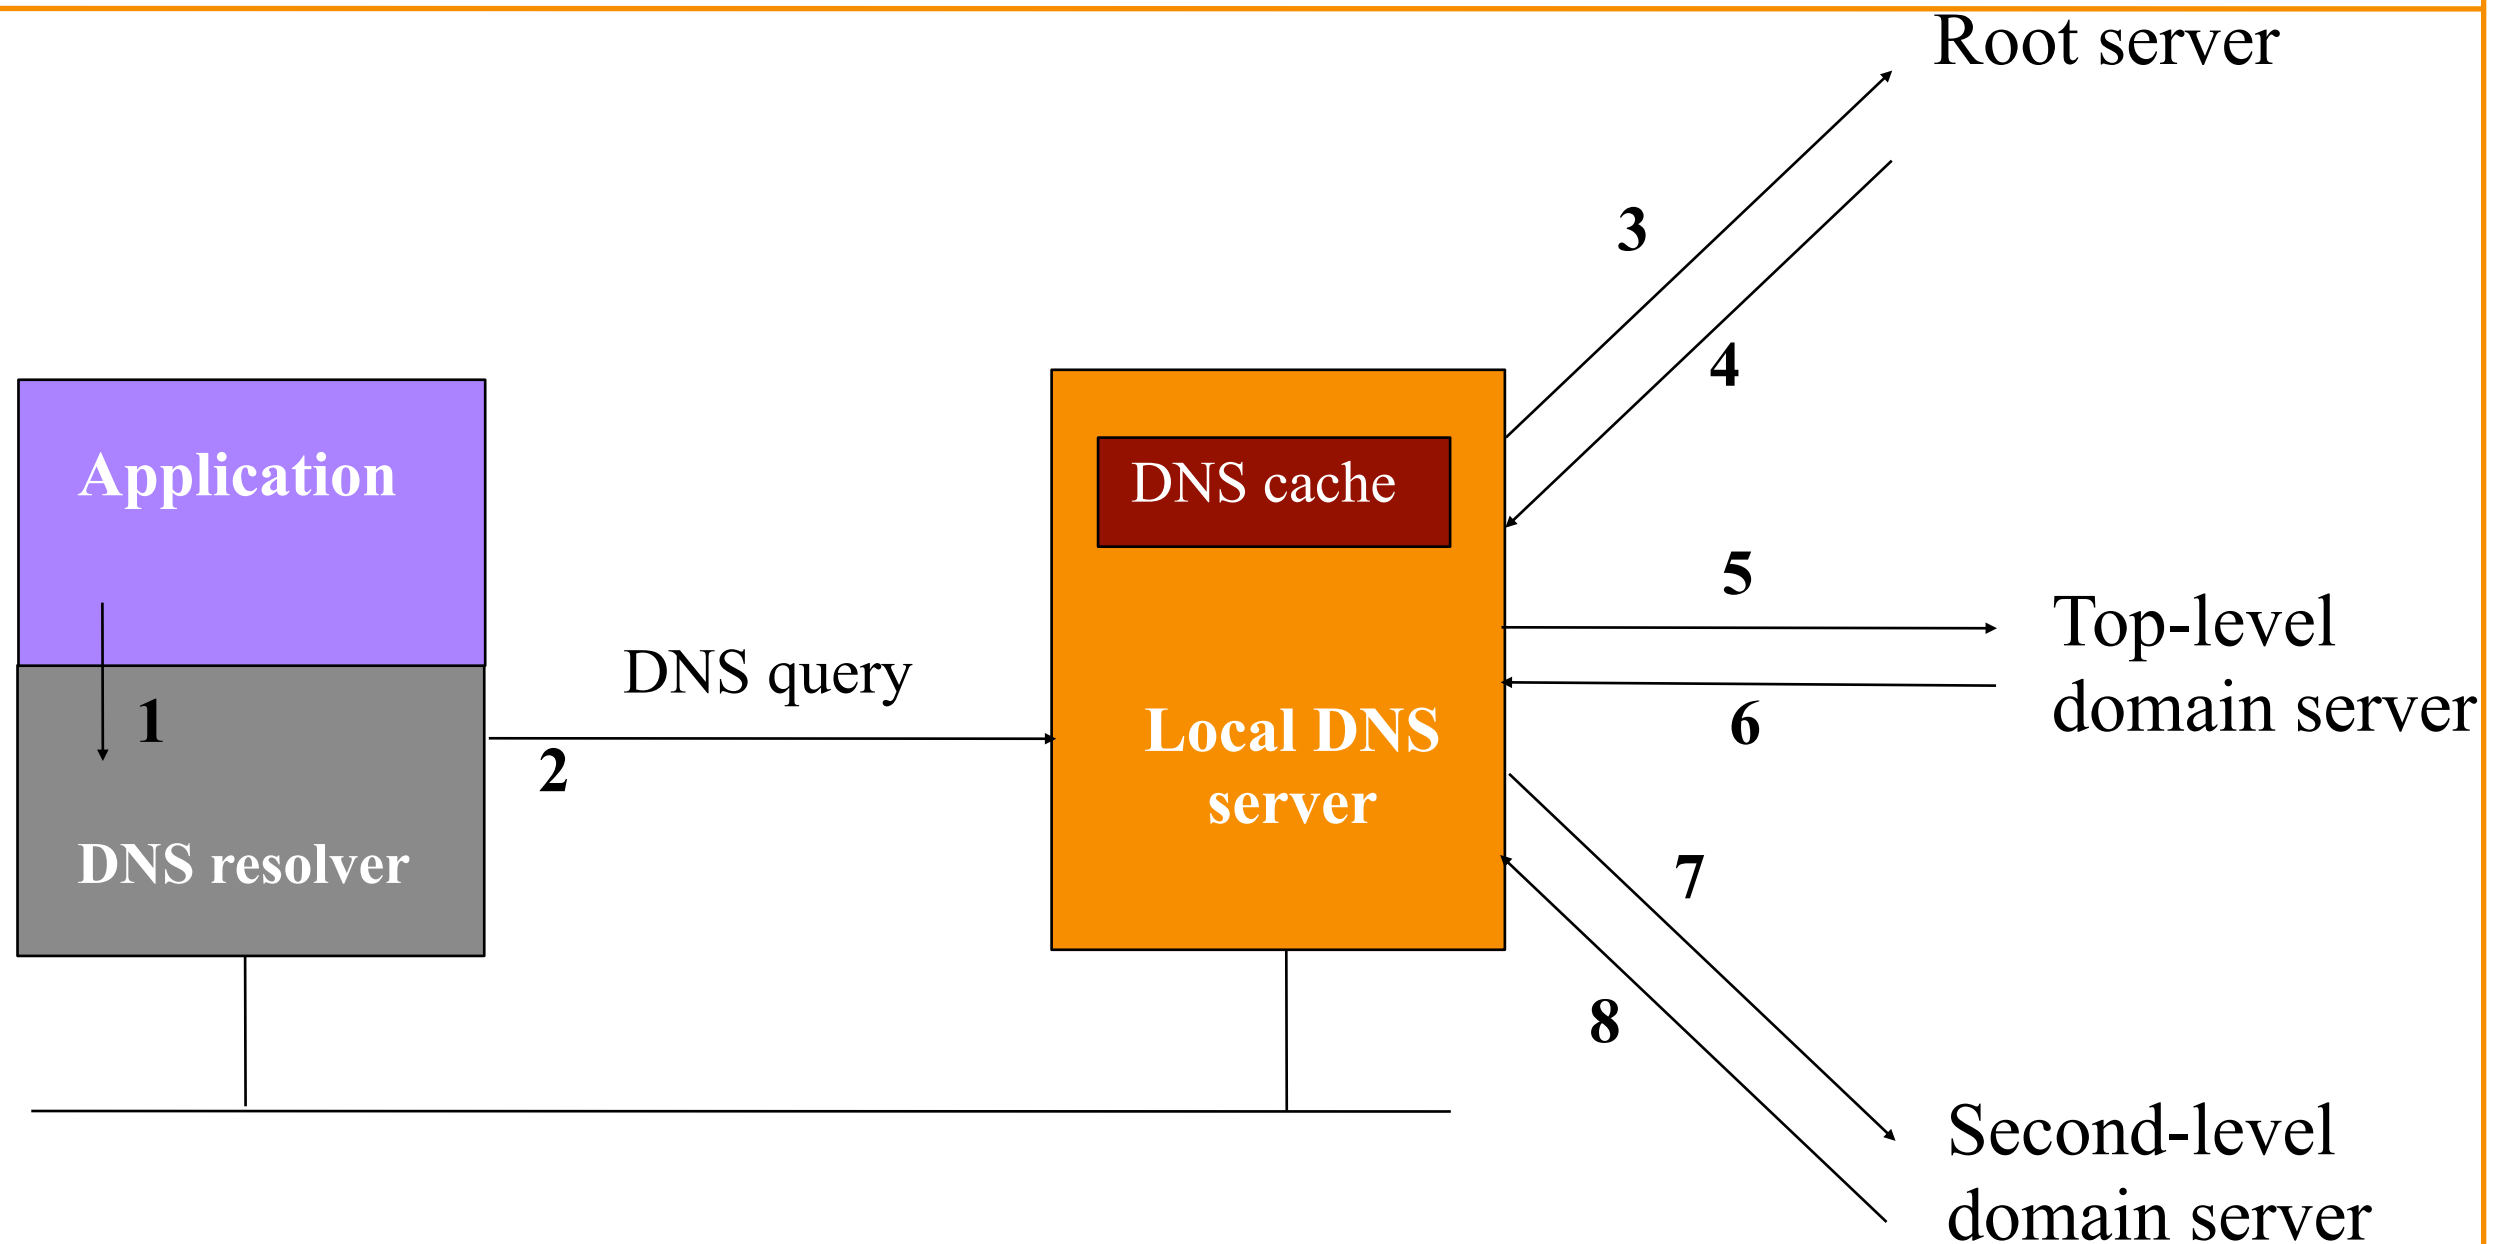 Root server
3
4
Application
DNS cache
5
Top-level
domain server
DNS query
1
2
Local DNS
server
6
DNS resolver
7
8
Second-level
domain server